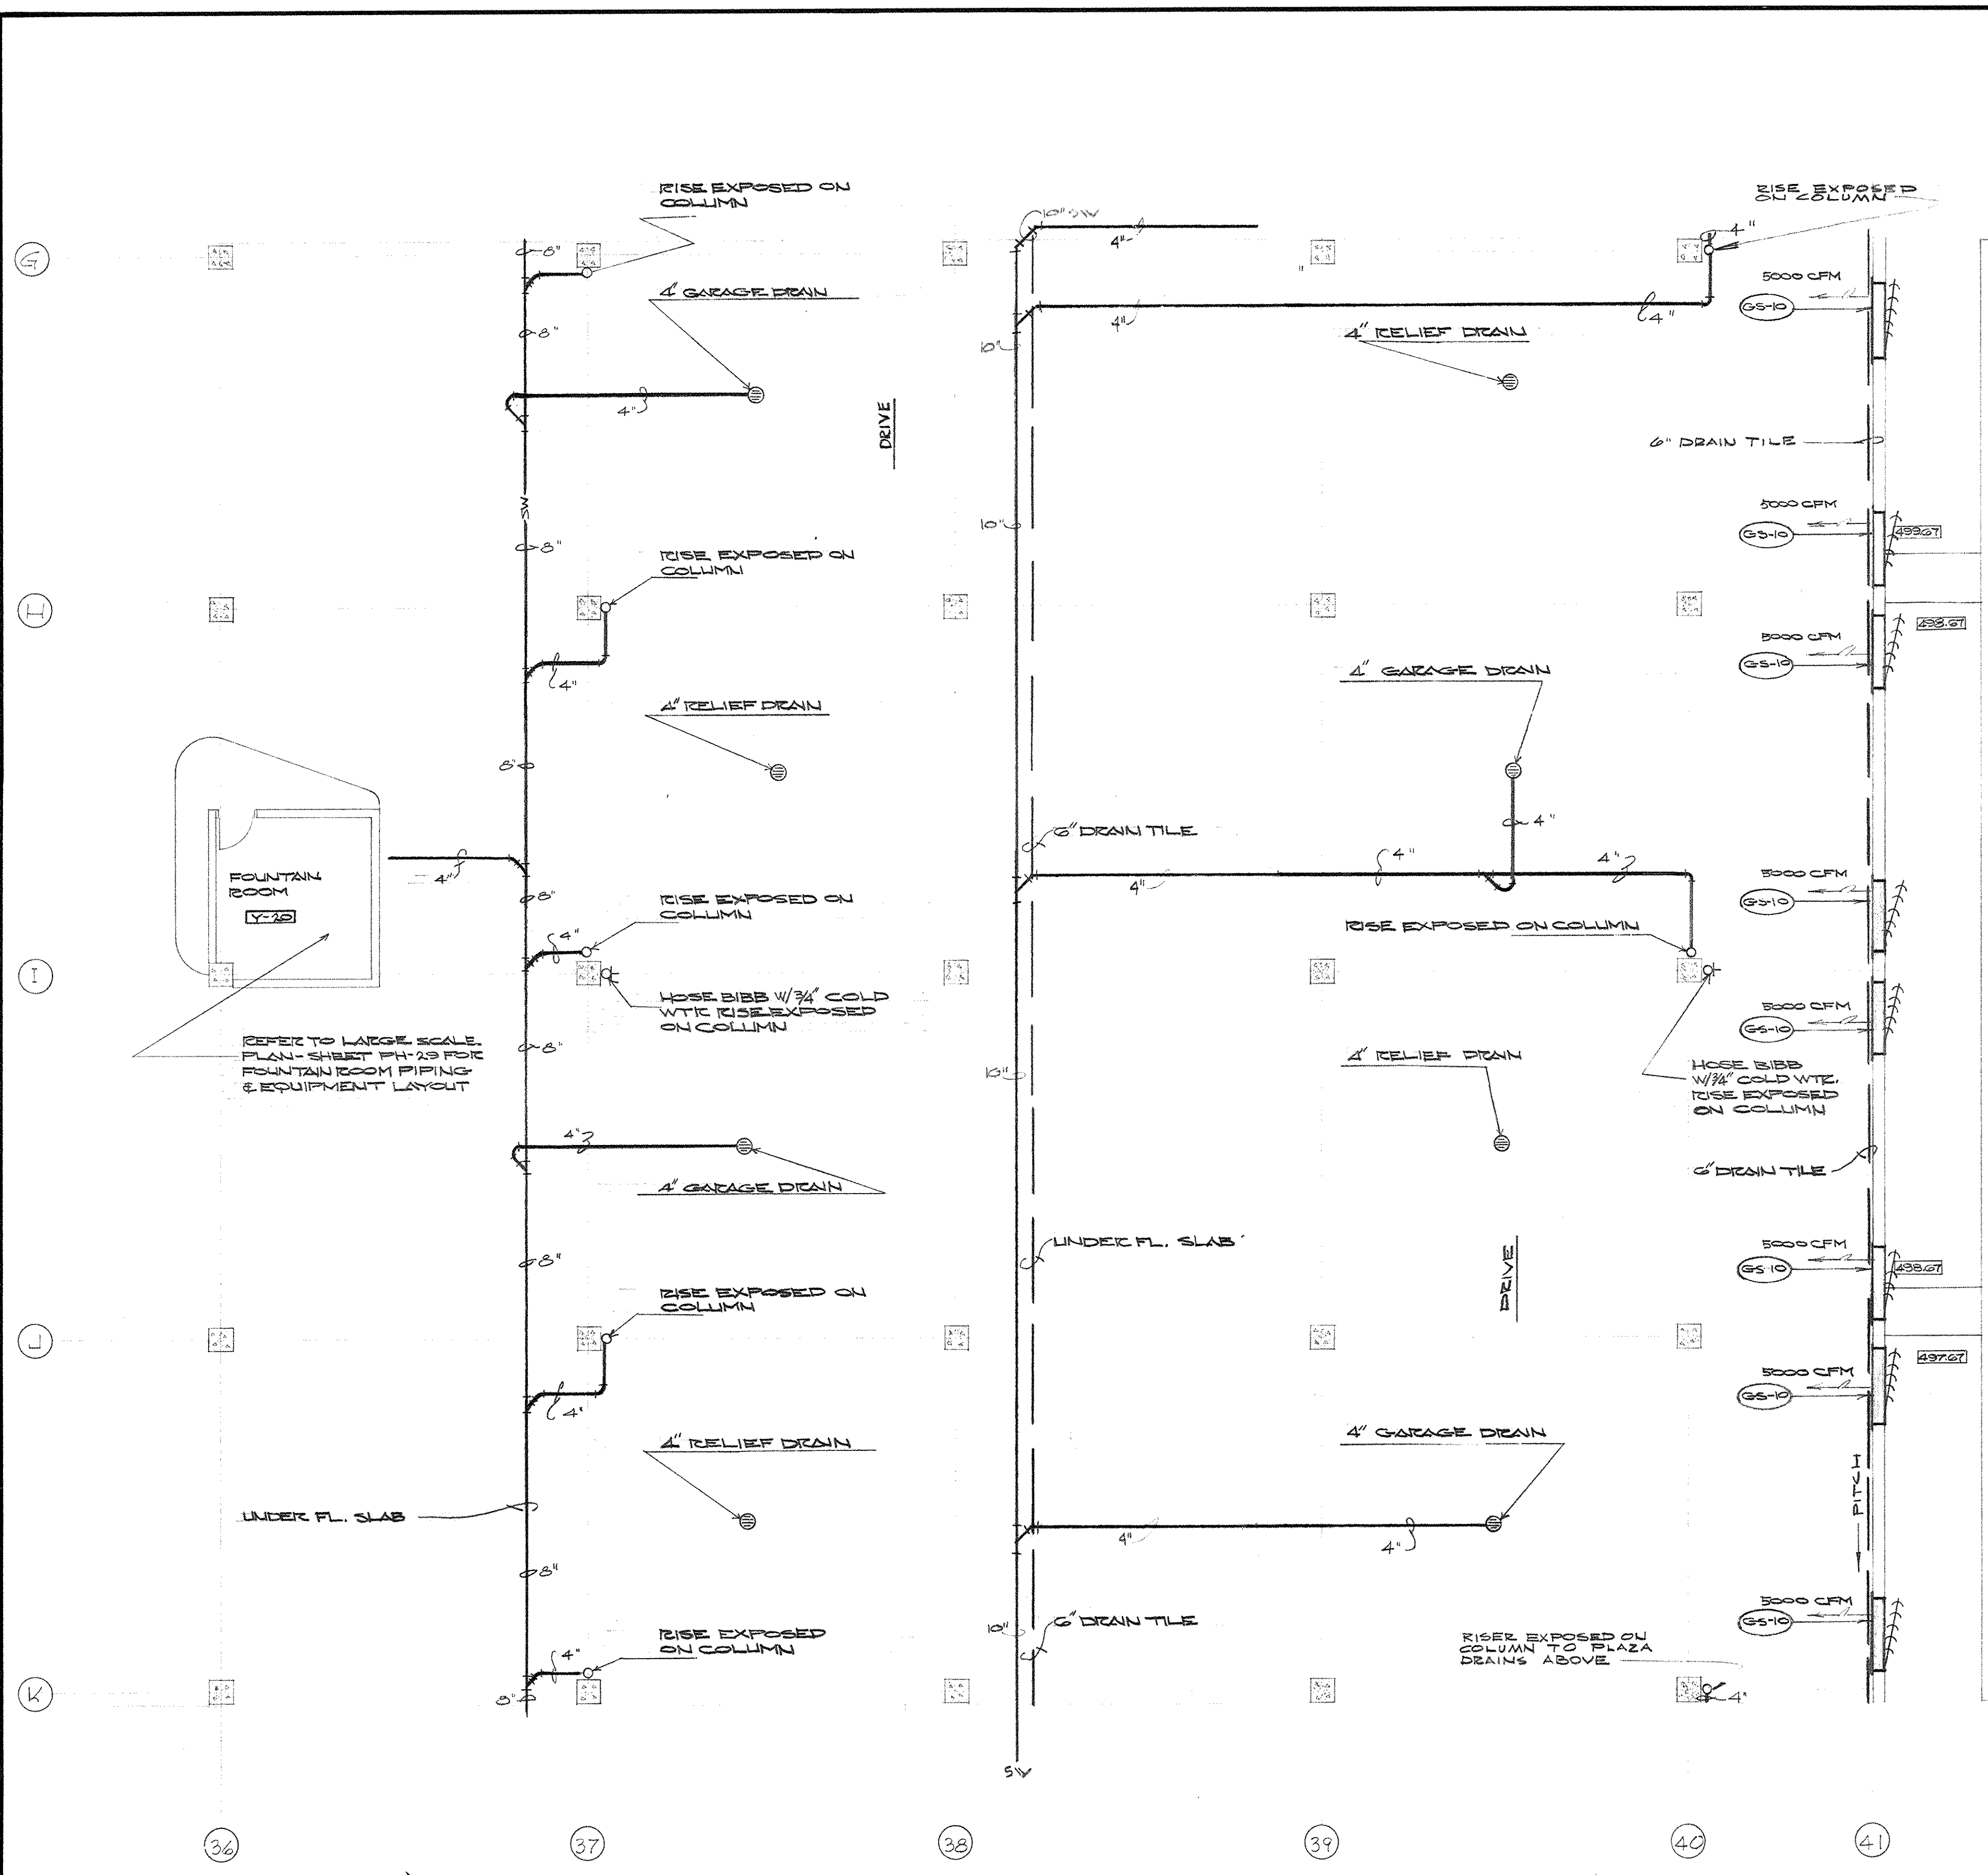 RISE EXPOSED ON
COLUMN
10" SW
RISE EXPOSED
ON COLUMN
G
8"
4"
4"
5000 CFM
4" GARAGE DRAIN
GS-10
8"
4"
4"
4" RELIEF DRAIN
10"
4"
DRIVE
6" DRAIN TILE
SW
5000 CFM
10"
GS-10
499.67
8"
RISE EXPOSED ON
COLUMN
H
498.67
5000 CFM
GS-10
4"
4" GARAGE DRAIN
4" RELIEF DRAIN
8"
4"
6" DRAIN TILE
4"
4"
4"
4"
FOUNTAIN
ROOM
Y-20
8"
RISE EXPOSED ON
COLUMN
5000 CFM
GS-10
4"
RISE EXPOSED ON COLUMN
I
HOSE BIBB W/ 3/4" COLD
WTR RISE EXPOSED
ON COLUMN
5000 CFM
GS-10
REFER TO LARGE SCALE
PLAN - SHEET PH-29 FOR
FOUNTAIN ROOM PIPING
& EQUIPMENT LAYOUT
8"
10"
4" RELIEF DRAIN
HOSE BIBB
W/ 3/4" COLD WTR.
RISE EXPOSED
ON COLUMN
4"
4" GARAGE DRAIN
6" DRAIN TILE
UNDER FL. SLAB
8"
DRIVE
5000 CFM
GS-10
498.67
RISE EXPOSED ON
COLUMN
J
497.67
5000 CFM
GS-10
4"
4" RELIEF DRAIN
4" GARAGE DRAIN
PITCH
UNDER FL. SLAB
4"
4"
8"
5000 CFM
GS-10
6" DRAIN TILE
10"
RISE EXPOSED
ON COLUMN
RISER EXPOSED ON
COLUMN TO PLAZA
DRAINS ABOVE
4"
K
8"
4"
SW
36
37
38
39
40
41